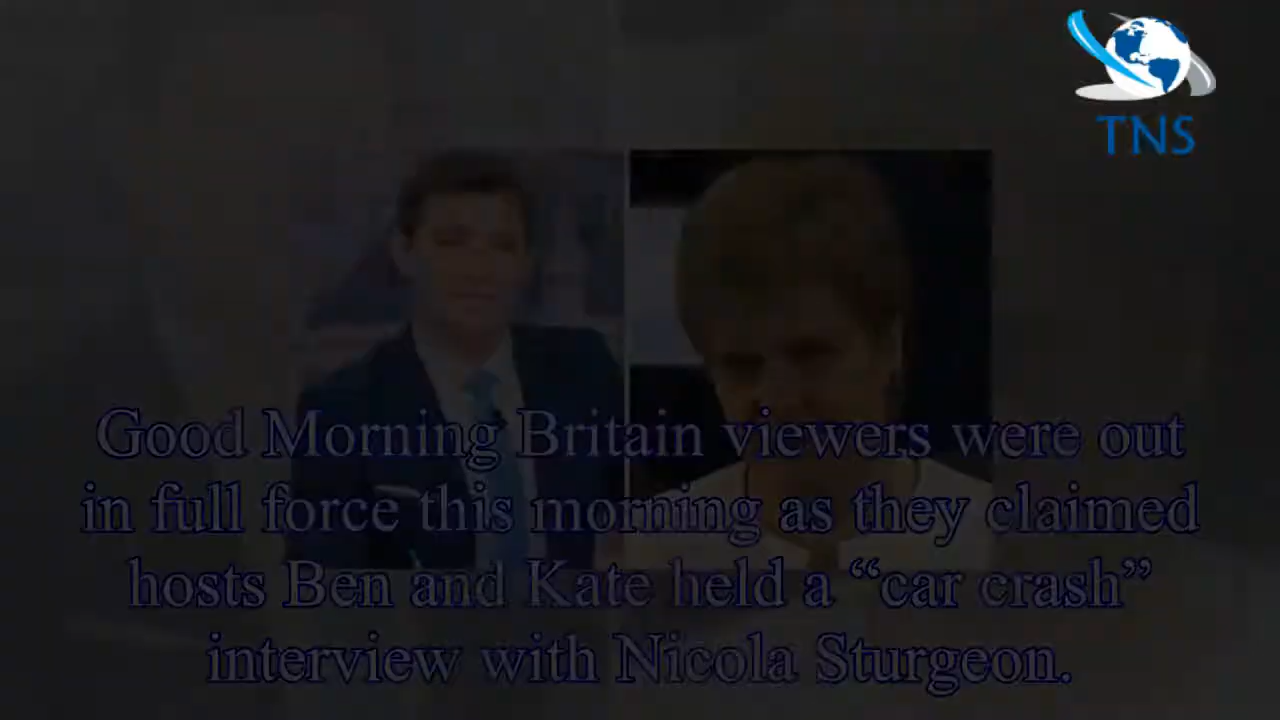 TNS
Good Morning Britain viewers were out
in full force this morning as they claimed
hosts Ben and Kate held a “car crash”
interview with Nicola Sturgeon.